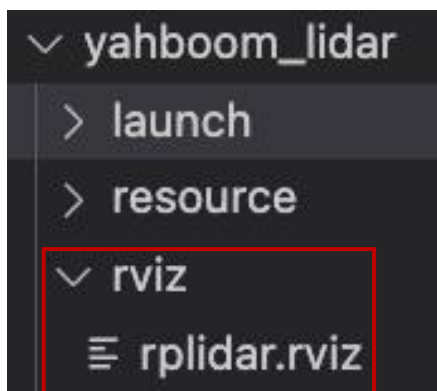 yahboom_lidar
launch
resource
rviz
rplidar.rviz